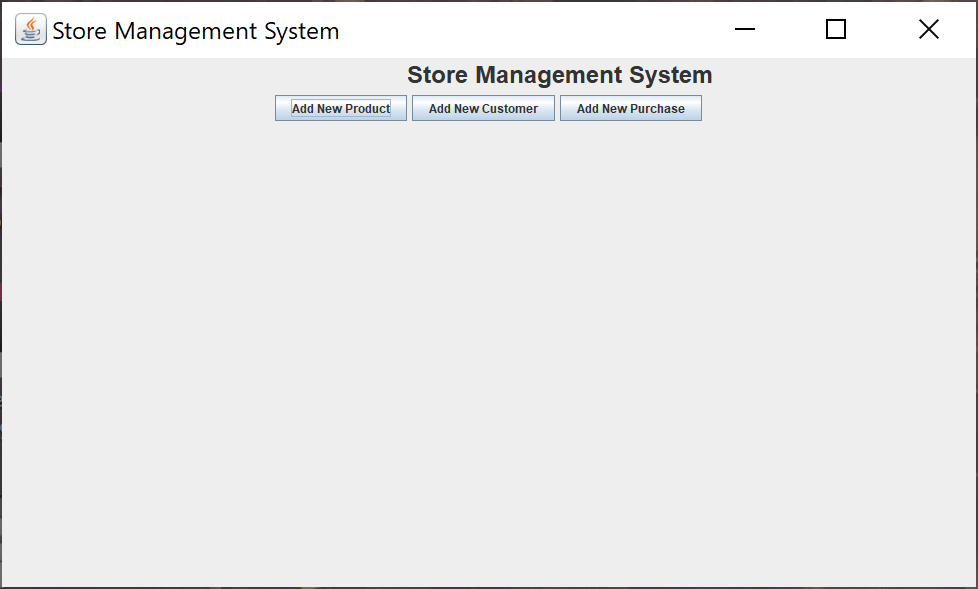 Store Management System
Store Management System
Add New Product Add New Customer Add New Purchase